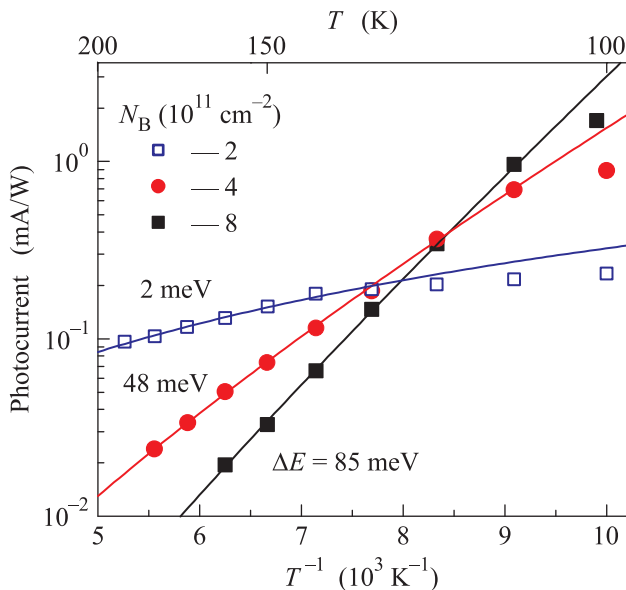 T (K)
200 150 100
N_B (10^11 cm^−2)
— 2
— 4
— 8
10^0
10^−1
10^−2
Photocurrent (mA/W)
2 meV
48 meV
ΔE = 85 meV
5 6 7 8 9 10
T^−1 (10^3 K^−1)